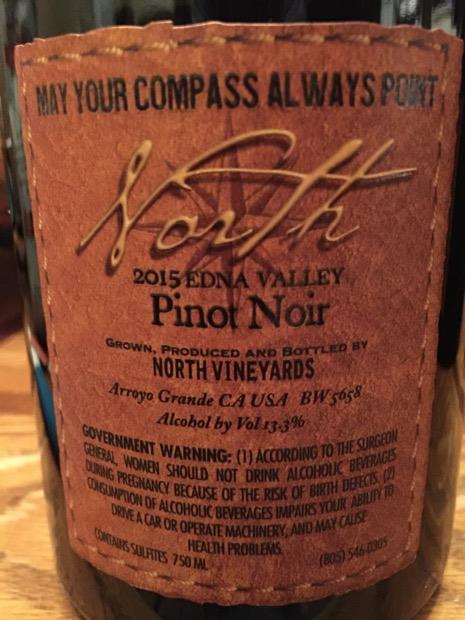 MAY YOUR COMPASS ALWAYS POINT
North
2015 EDNA VALLEY
Pinot Noir
GROWN, PRODUCED AND BOTTLED BY
NORTH VINEYARDS
Arroyo Grande CA USA BW 5658
Alcohol by Vol 13.3%
GOVERNMENT WARNING: (1) ACCORDING TO THE SURGEON
GENERAL, WOMEN SHOULD NOT DRINK ALCOHOLIC BEVERAGES
DURING PREGNANCY BECAUSE OF THE RISK OF BIRTH DEFECTS. (2)
CONSUMPTION OF ALCOHOLIC BEVERAGES IMPAIRS YOUR ABILITY TO
DRIVE A CAR OR OPERATE MACHINERY, AND MAY CAUSE
HEALTH PROBLEMS.
CONTAINS SULFITES 750 ML (805) 546-0305